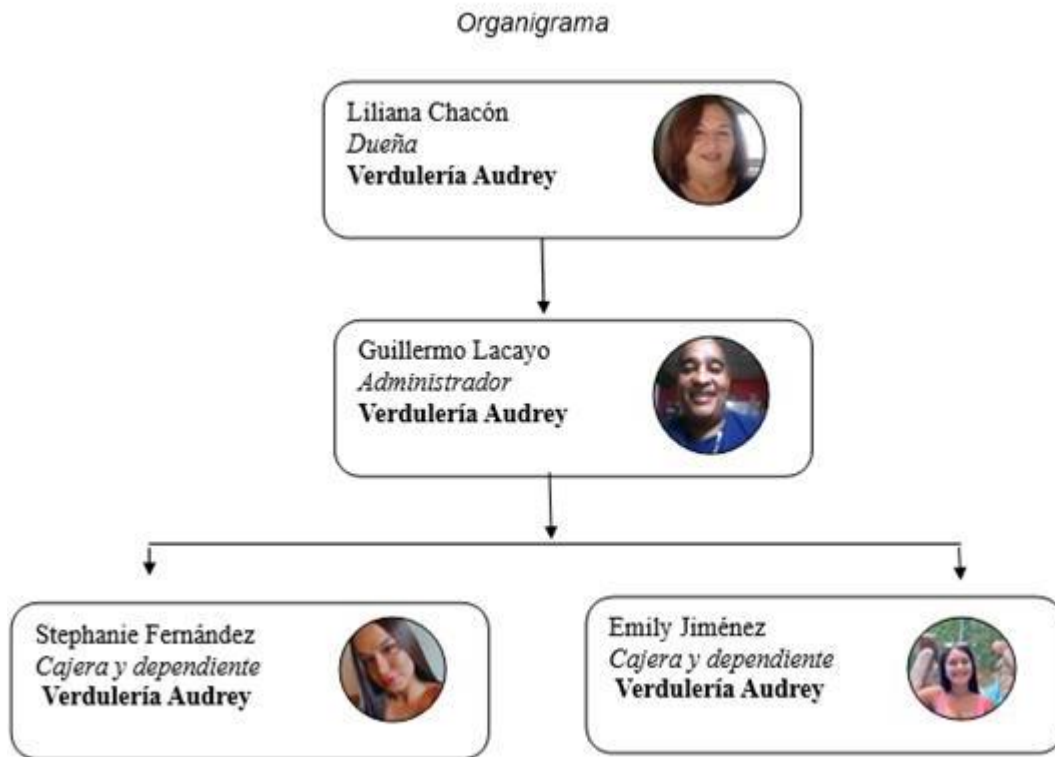 Organigrama
Liliana Chacón
Dueña
Verdulería Audrey
Guillermo Lacayo
Administrador
Verdulería Audrey
Stephanie Fernández
Cajera y dependiente
Verdulería Audrey
Emily Jiménez
Cajera y dependiente
Verdulería Audrey